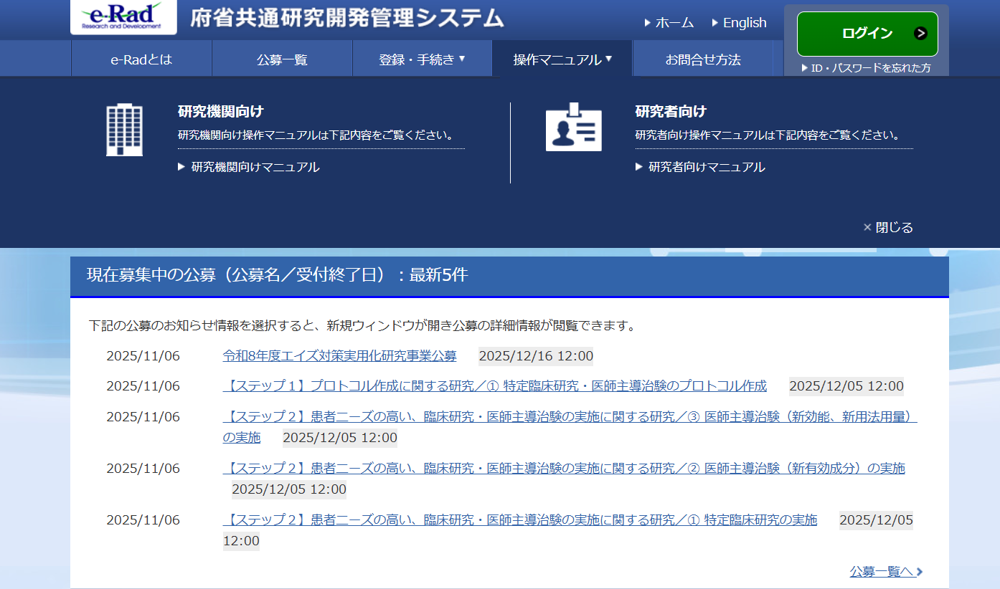 e-Rad
Research and Development
府省共通研究開発管理システム
ホーム
English
ログイン
ID・パスワードを忘れた方
e-Radとは
公募一覧
登録・手続き▼
操作マニュアル▼
お問合せ方法
研究機関向け
研究機関向け操作マニュアルは下記内容をご覧ください。
研究機関向けマニュアル
研究者向け
研究者向け操作マニュアルは下記内容をご覧ください。
研究者向けマニュアル
×閉じる
現在募集中の公募（公募名／受付終了日）：最新5件
下記の公募のお知らせ情報を選択すると、新規ウィンドウが開き公募の詳細情報が閲覧できます。
2025/11/06 令和8年度エイズ対策実用化研究事業公募 2025/12/16 12:00
2025/11/06 【ステップ１】プロトコル作成に関する研究／① 特定臨床研究・医師主導治験のプロトコル作成 2025/12/05 12:00
2025/11/06 【ステップ２】患者ニーズの高い、臨床研究・医師主導治験の実施に関する研究／③ 医師主導治験（新効能、新用法用量）
の実施 2025/12/05 12:00
2025/11/06 【ステップ２】患者ニーズの高い、臨床研究・医師主導治験の実施に関する研究／② 医師主導治験（新有効成分）の実施
2025/12/05 12:00
2025/11/06 【ステップ２】患者ニーズの高い、臨床研究・医師主導治験の実施に関する研究／① 特定臨床研究の実施 2025/12/05
12:00
公募一覧へ